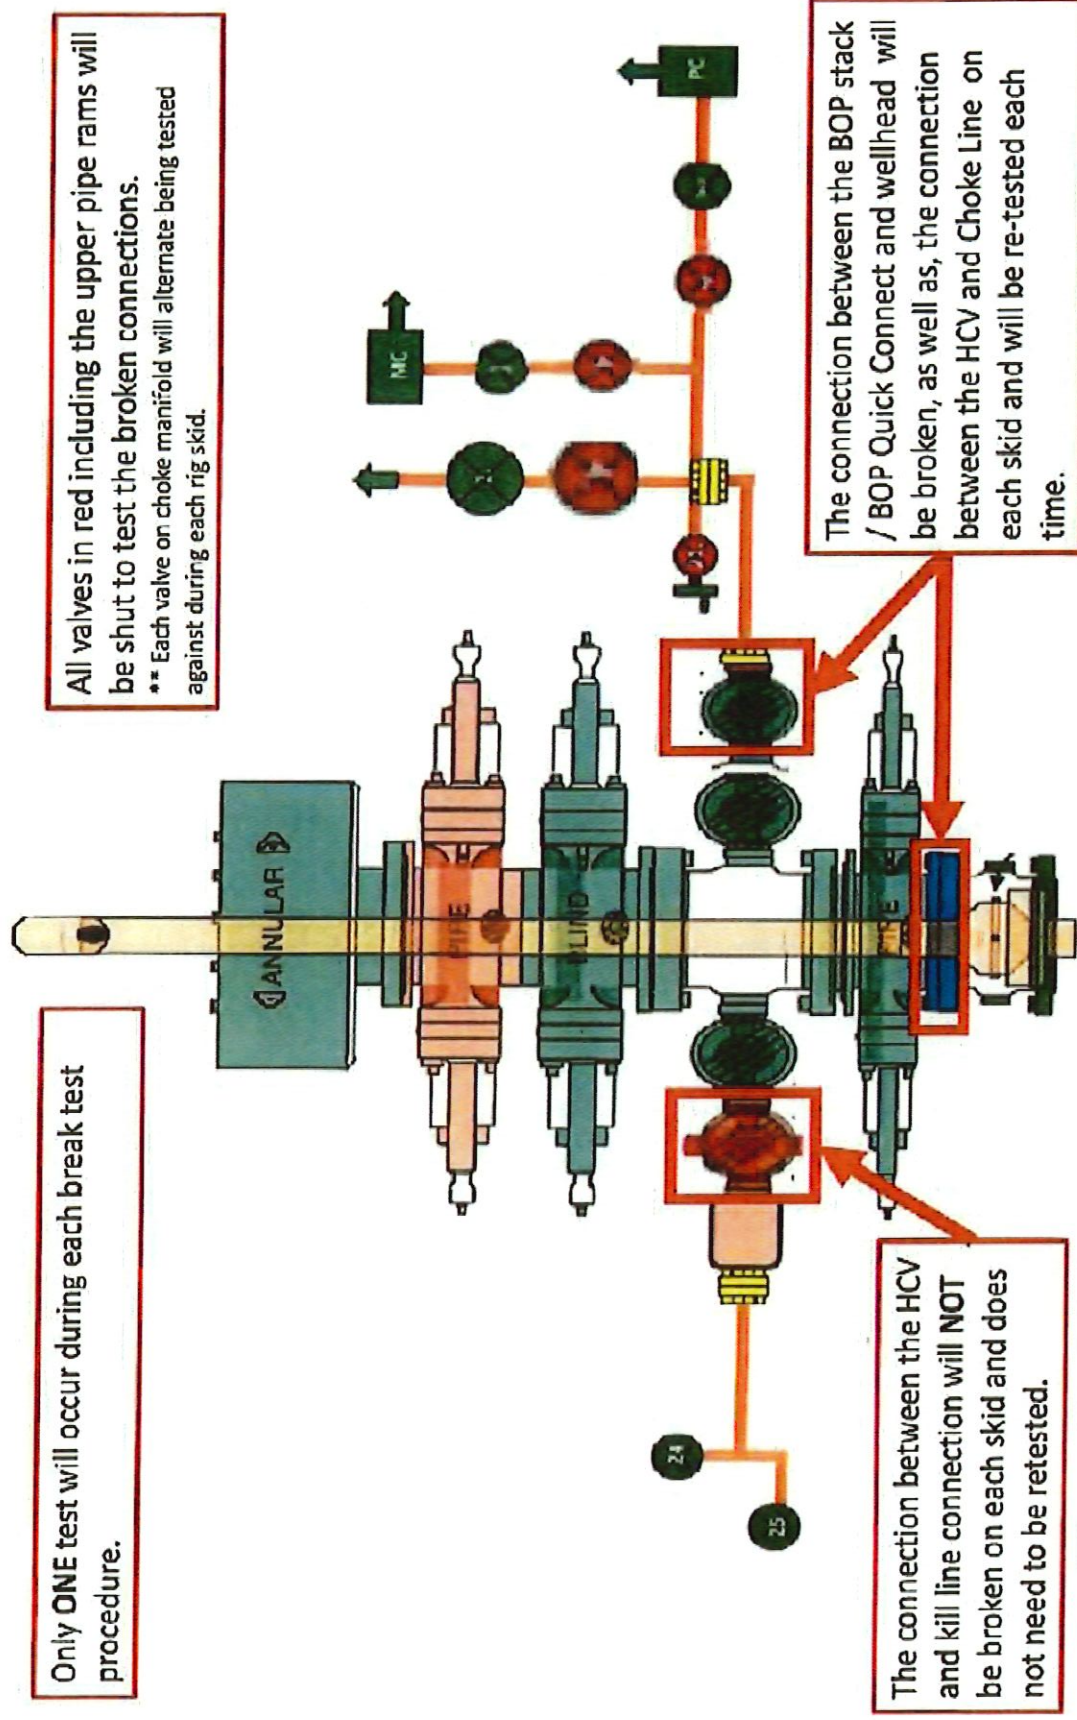 Only ONE test will occur during each break test
procedure.
All valves in red including the upper pipe rams will
be shut to test the broken connections.
** Each valve on choke manifold will alternate being tested
against during each rig skid.
ANNULAR
PIPE
BLIND
PIPE
MC
PC
24
25
The connection between the HCV
and kill line connection will NOT
be broken on each skid and does
not need to be retested.
The connection between the BOP stack
/ BOP Quick Connect and wellhead will
be broken, as well as, the connection
between the HCV and Choke Line on
each skid and will be re-tested each
time.